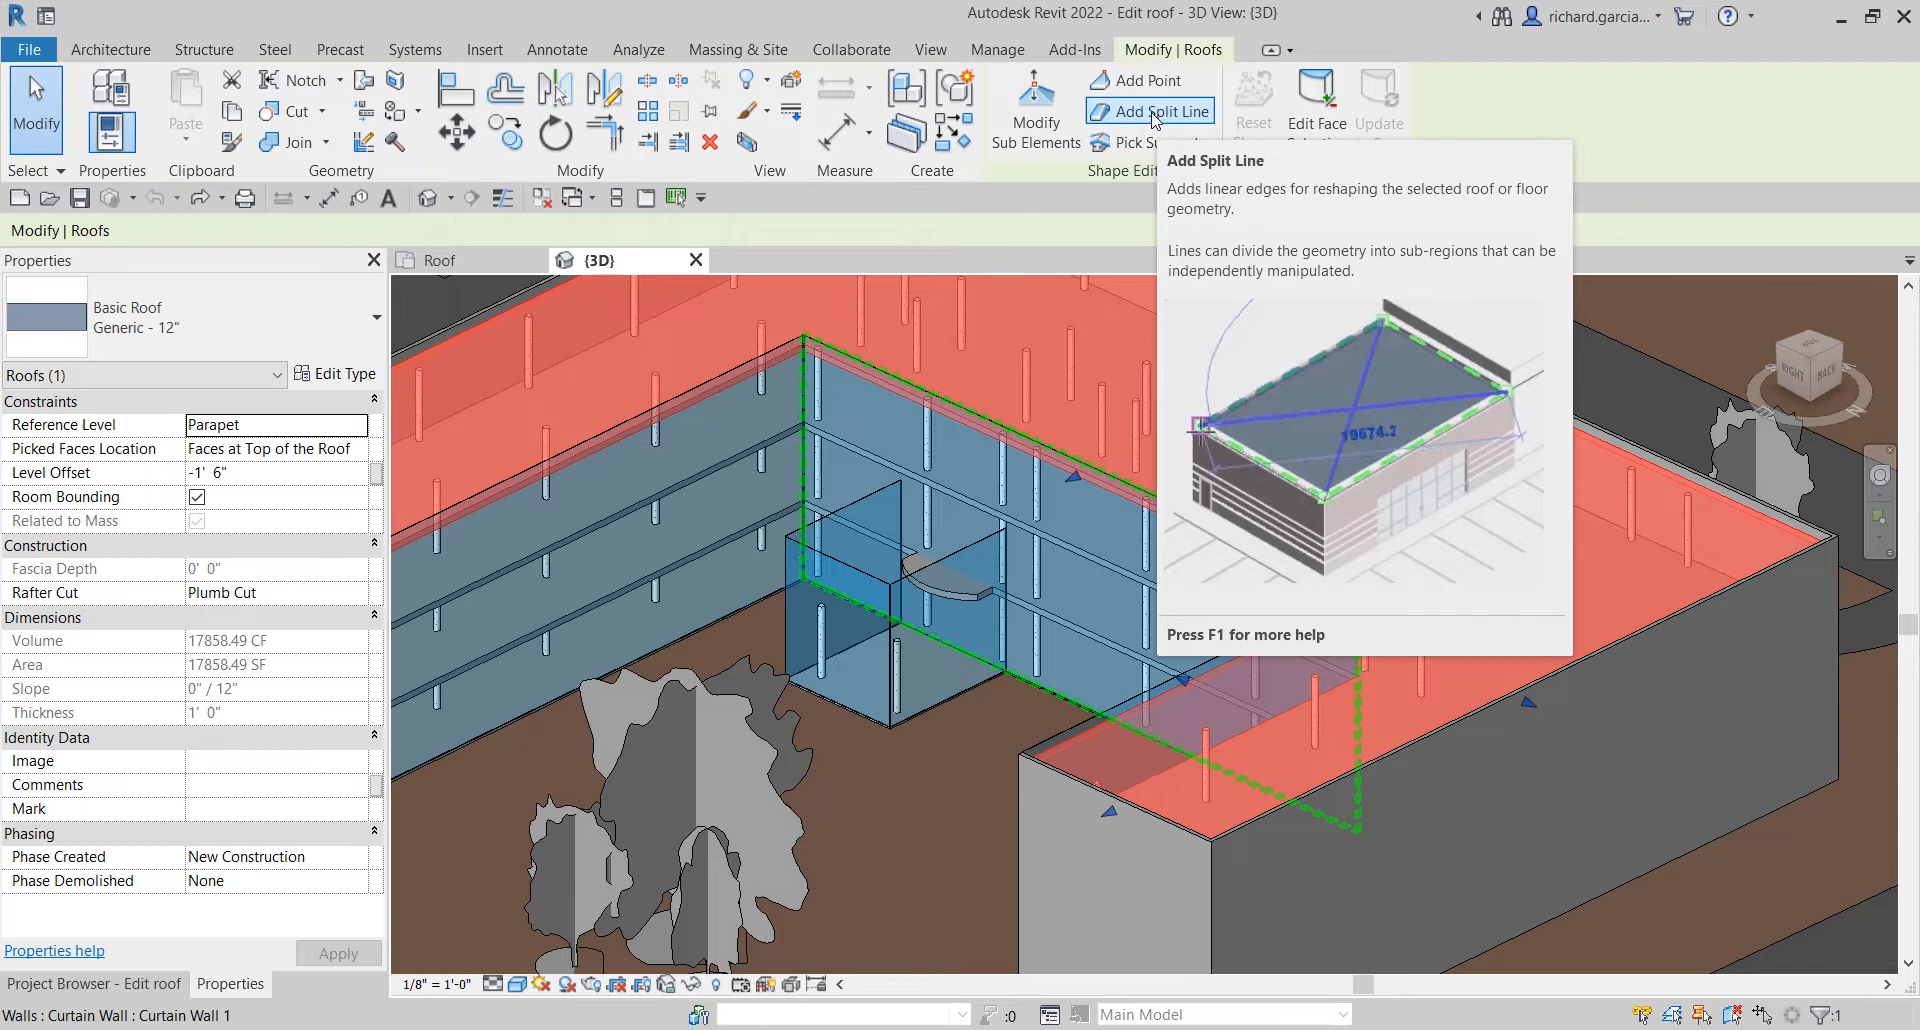 Autodesk Revit 2022 - Edit roof - 3D View: {3D}
richard.garcia...
File
Architecture
Structure
Steel
Precast
Systems
Insert
Annotate
Analyze
Massing & Site
Collaborate
View
Manage
Add-Ins
Modify | Roofs
Modify
Paste
Notch
Cut
Join
Modify
Sub Elements
Add Point
Add Split Line
Reset
Edit Face
Update
Select
Properties
Clipboard
Geometry
Modify
View
Measure
Create
Modify | Roofs
Properties
Basic Roof
Generic - 12"
Roofs (1)
Edit Type
Constraints
Reference Level Parapet
Picked Faces Location Faces at Top of the Roof
Level Offset -1' 6"
Room Bounding
Related to Mass
Construction
Fascia Depth 0' 0"
Rafter Cut Plumb Cut
Dimensions
Volume 17858.49 CF
Area 17858.49 SF
Slope 0" / 12"
Thickness 1' 0"
Identity Data
Image
Comments
Mark
Phasing
Phase Created New Construction
Phase Demolished None
Properties help
Apply
Project Browser - Edit roof
Properties
Roof
{3D}
Add Split Line
Adds linear edges for reshaping the selected roof or floor
geometry.
Lines can divide the geometry into sub-regions that can be
independently manipulated.
19674.2
Press F1 for more help
RIGHT
BACK
1/8" = 1'-0"
Walls : Curtain Wall : Curtain Wall 1
:0
Main Model
:1